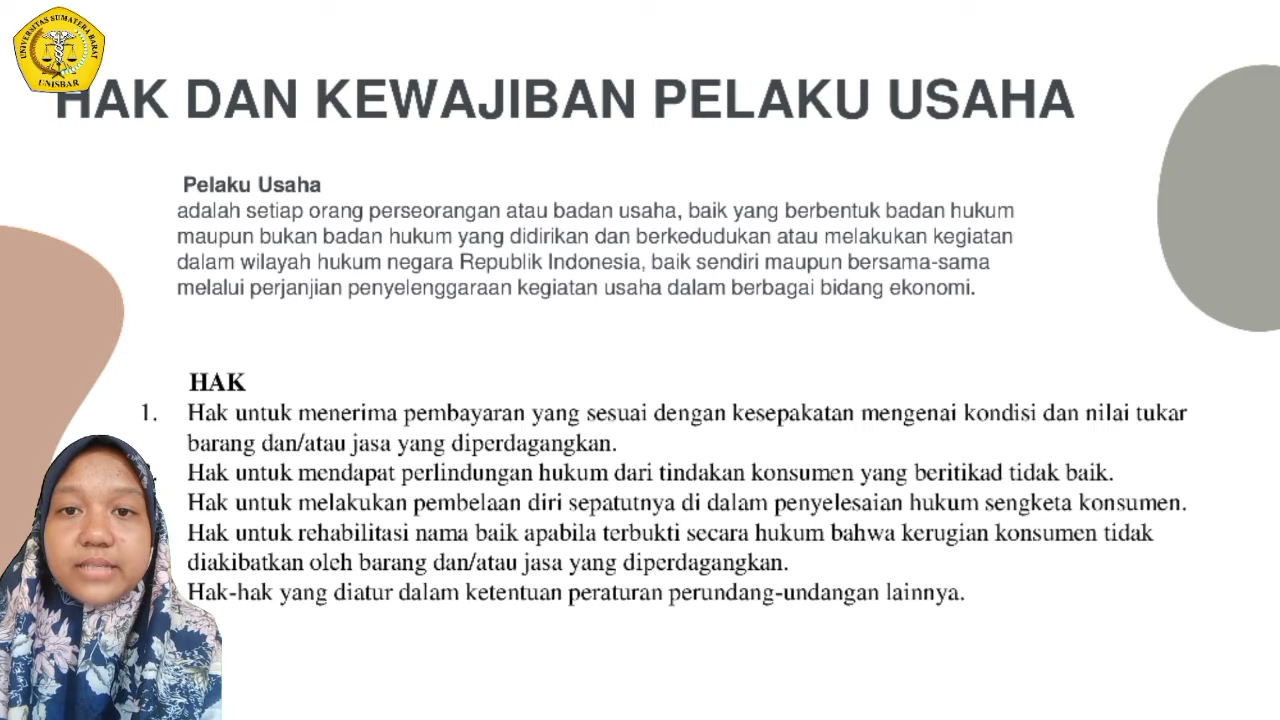 UNIVERSITAS SUMATERA BARAT
UNISBAR
HAK DAN KEWAJIBAN PELAKU USAHA
Pelaku Usaha
adalah setiap orang perseorangan atau badan usaha, baik yang berbentuk badan hukum
maupun bukan badan hukum yang didirikan dan berkedudukan atau melakukan kegiatan
dalam wilayah hukum negara Republik Indonesia, baik sendiri maupun bersama-sama
melalui perjanjian penyelenggaraan kegiatan usaha dalam berbagai bidang ekonomi.
HAK
1. Hak untuk menerima pembayaran yang sesuai dengan kesepakatan mengenai kondisi dan nilai tukar
barang dan/atau jasa yang diperdagangkan.
Hak untuk mendapat perlindungan hukum dari tindakan konsumen yang beritikad tidak baik.
Hak untuk melakukan pembelaan diri sepatutnya di dalam penyelesaian hukum sengketa konsumen.
Hak untuk rehabilitasi nama baik apabila terbukti secara hukum bahwa kerugian konsumen tidak
diakibatkan oleh barang dan/atau jasa yang diperdagangkan.
Hak-hak yang diatur dalam ketentuan peraturan perundang-undangan lainnya.